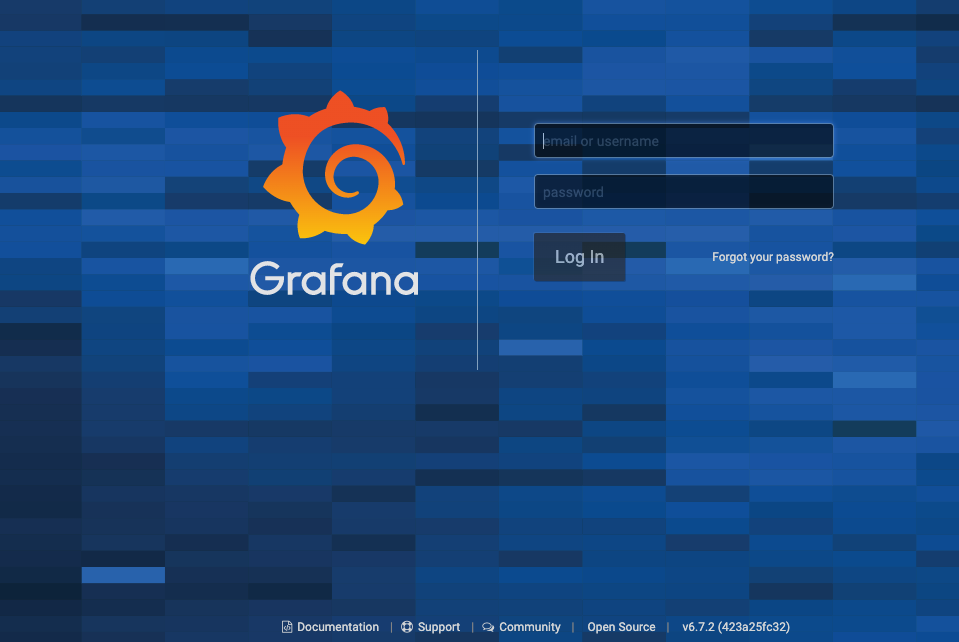 email or username
password
Log In
Forgot your password?
Grafana
Documentation | Support | Community | Open Source | v6.7.2 (423a25fc32)